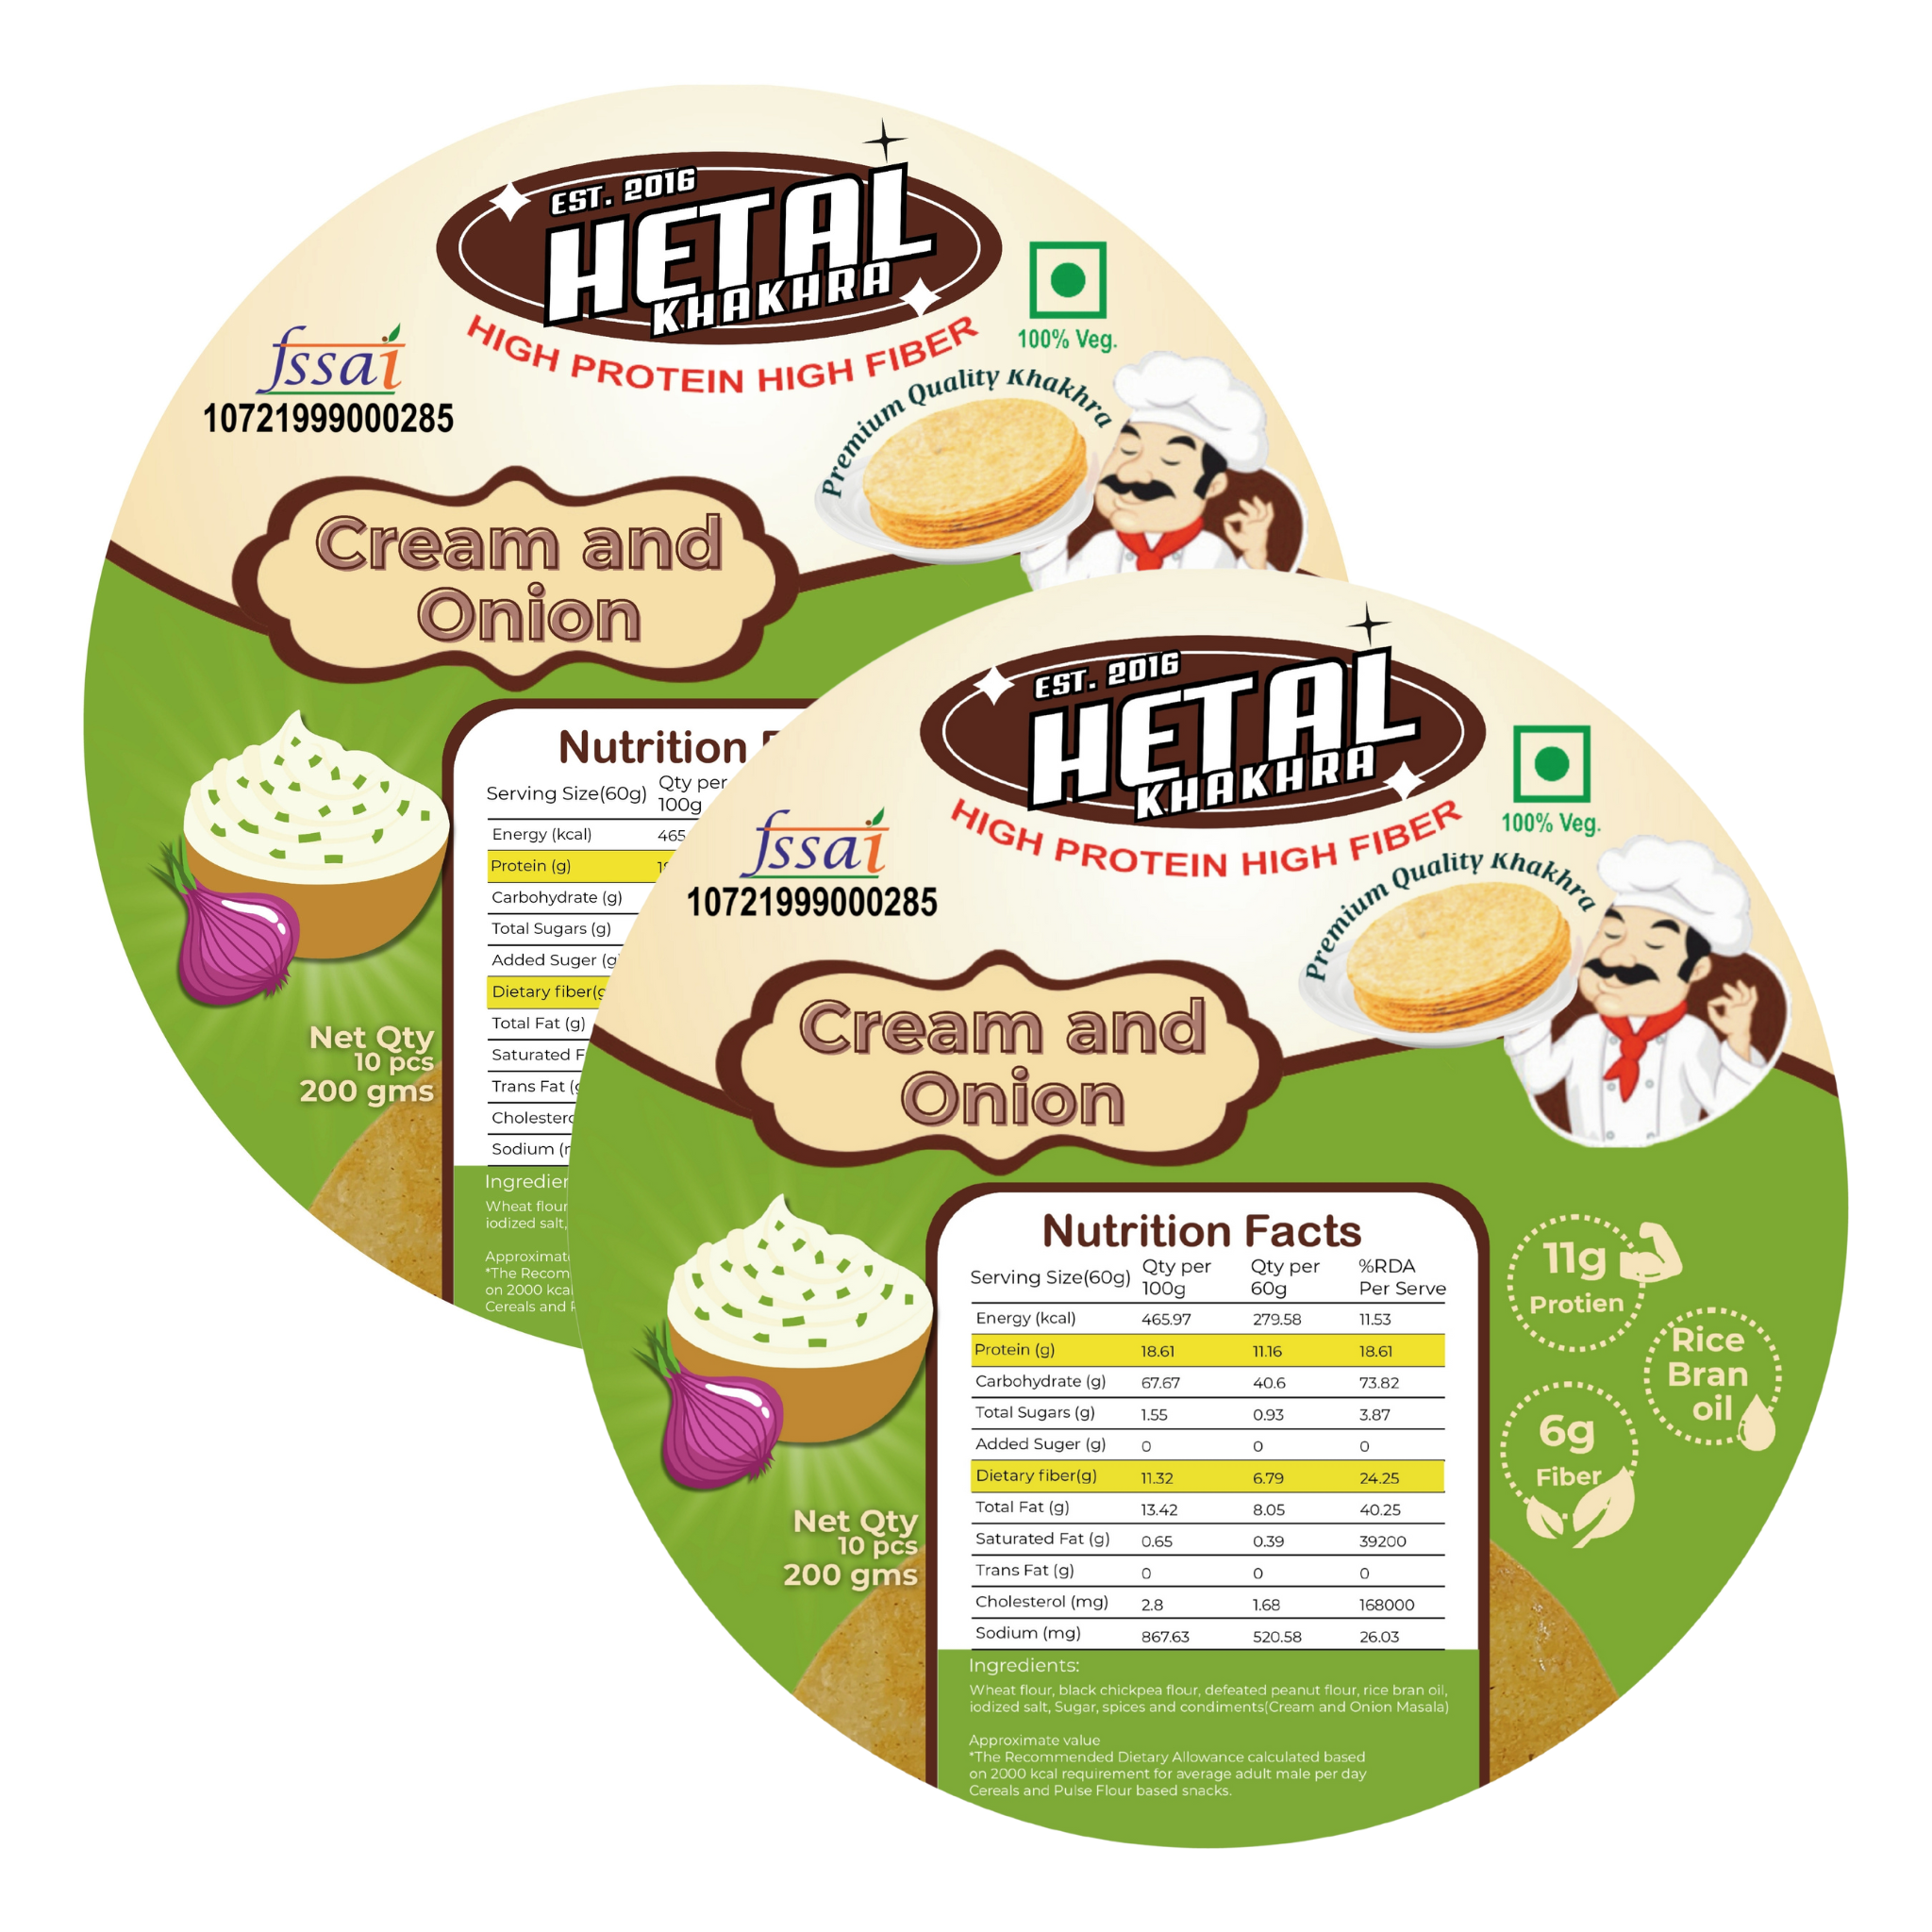 EST. 2016
HETAL
KHAKHRA
HIGH PROTEIN HIGH FIBER
100% Veg.
fssai
10721999000285
Premium Quality Khakhra
Cream and
Onion
Nutrition
Serving Size(60g) Qty per 100g
Energy (kcal) 465
Protein (g)
Carbohydrate (g)
Total Sugars (g)
Added Suger (g
Dietary fiber(g
Total Fat (g)
Saturated F
Trans Fat (g
Cholester
Sodium (
Net Qty
10 pcs
200 gms
Ingredie
Wheat flour
iodized salt,
Approximat
*The Recom
on 2000 kca
Cereals and
EST. 2016
HETAL
KHAKHRA
HIGH PROTEIN HIGH FIBER
100% Veg.
fssai
10721999000285
Premium Quality Khakhra
Cream and
Onion
Nutrition Facts
Serving Size(60g) Qty per 100g Qty per 60g %RDA Per Serve
Energy (kcal) 465.97 279.58 11.53
Protein (g) 18.61 11.16 18.61
Carbohydrate (g) 67.67 40.6 73.82
Total Sugars (g) 1.55 0.93 3.87
Added Suger (g) 0 0 0
Dietary fiber(g) 11.32 6.79 24.25
Total Fat (g) 13.42 8.05 40.25
Saturated Fat (g) 0.65 0.39 39200
Trans Fat (g) 0 0 0
Cholesterol (mg) 2.8 1.68 168000
Sodium (mg) 867.63 520.58 26.03
11g
Protien
Rice
Bran
oil
6g
Fiber
Net Qty
10 pcs
200 gms
Ingredients:
Wheat flour, black chickpea flour, defeated peanut flour, rice bran oil,
iodized salt, Sugar, spices and condiments(Cream and Onion Masala)
Approximate value
*The Recommended Dietary Allowance calculated based
on 2000 kcal requirement for average adult male per day
Cereals and Pulse Flour based snacks.